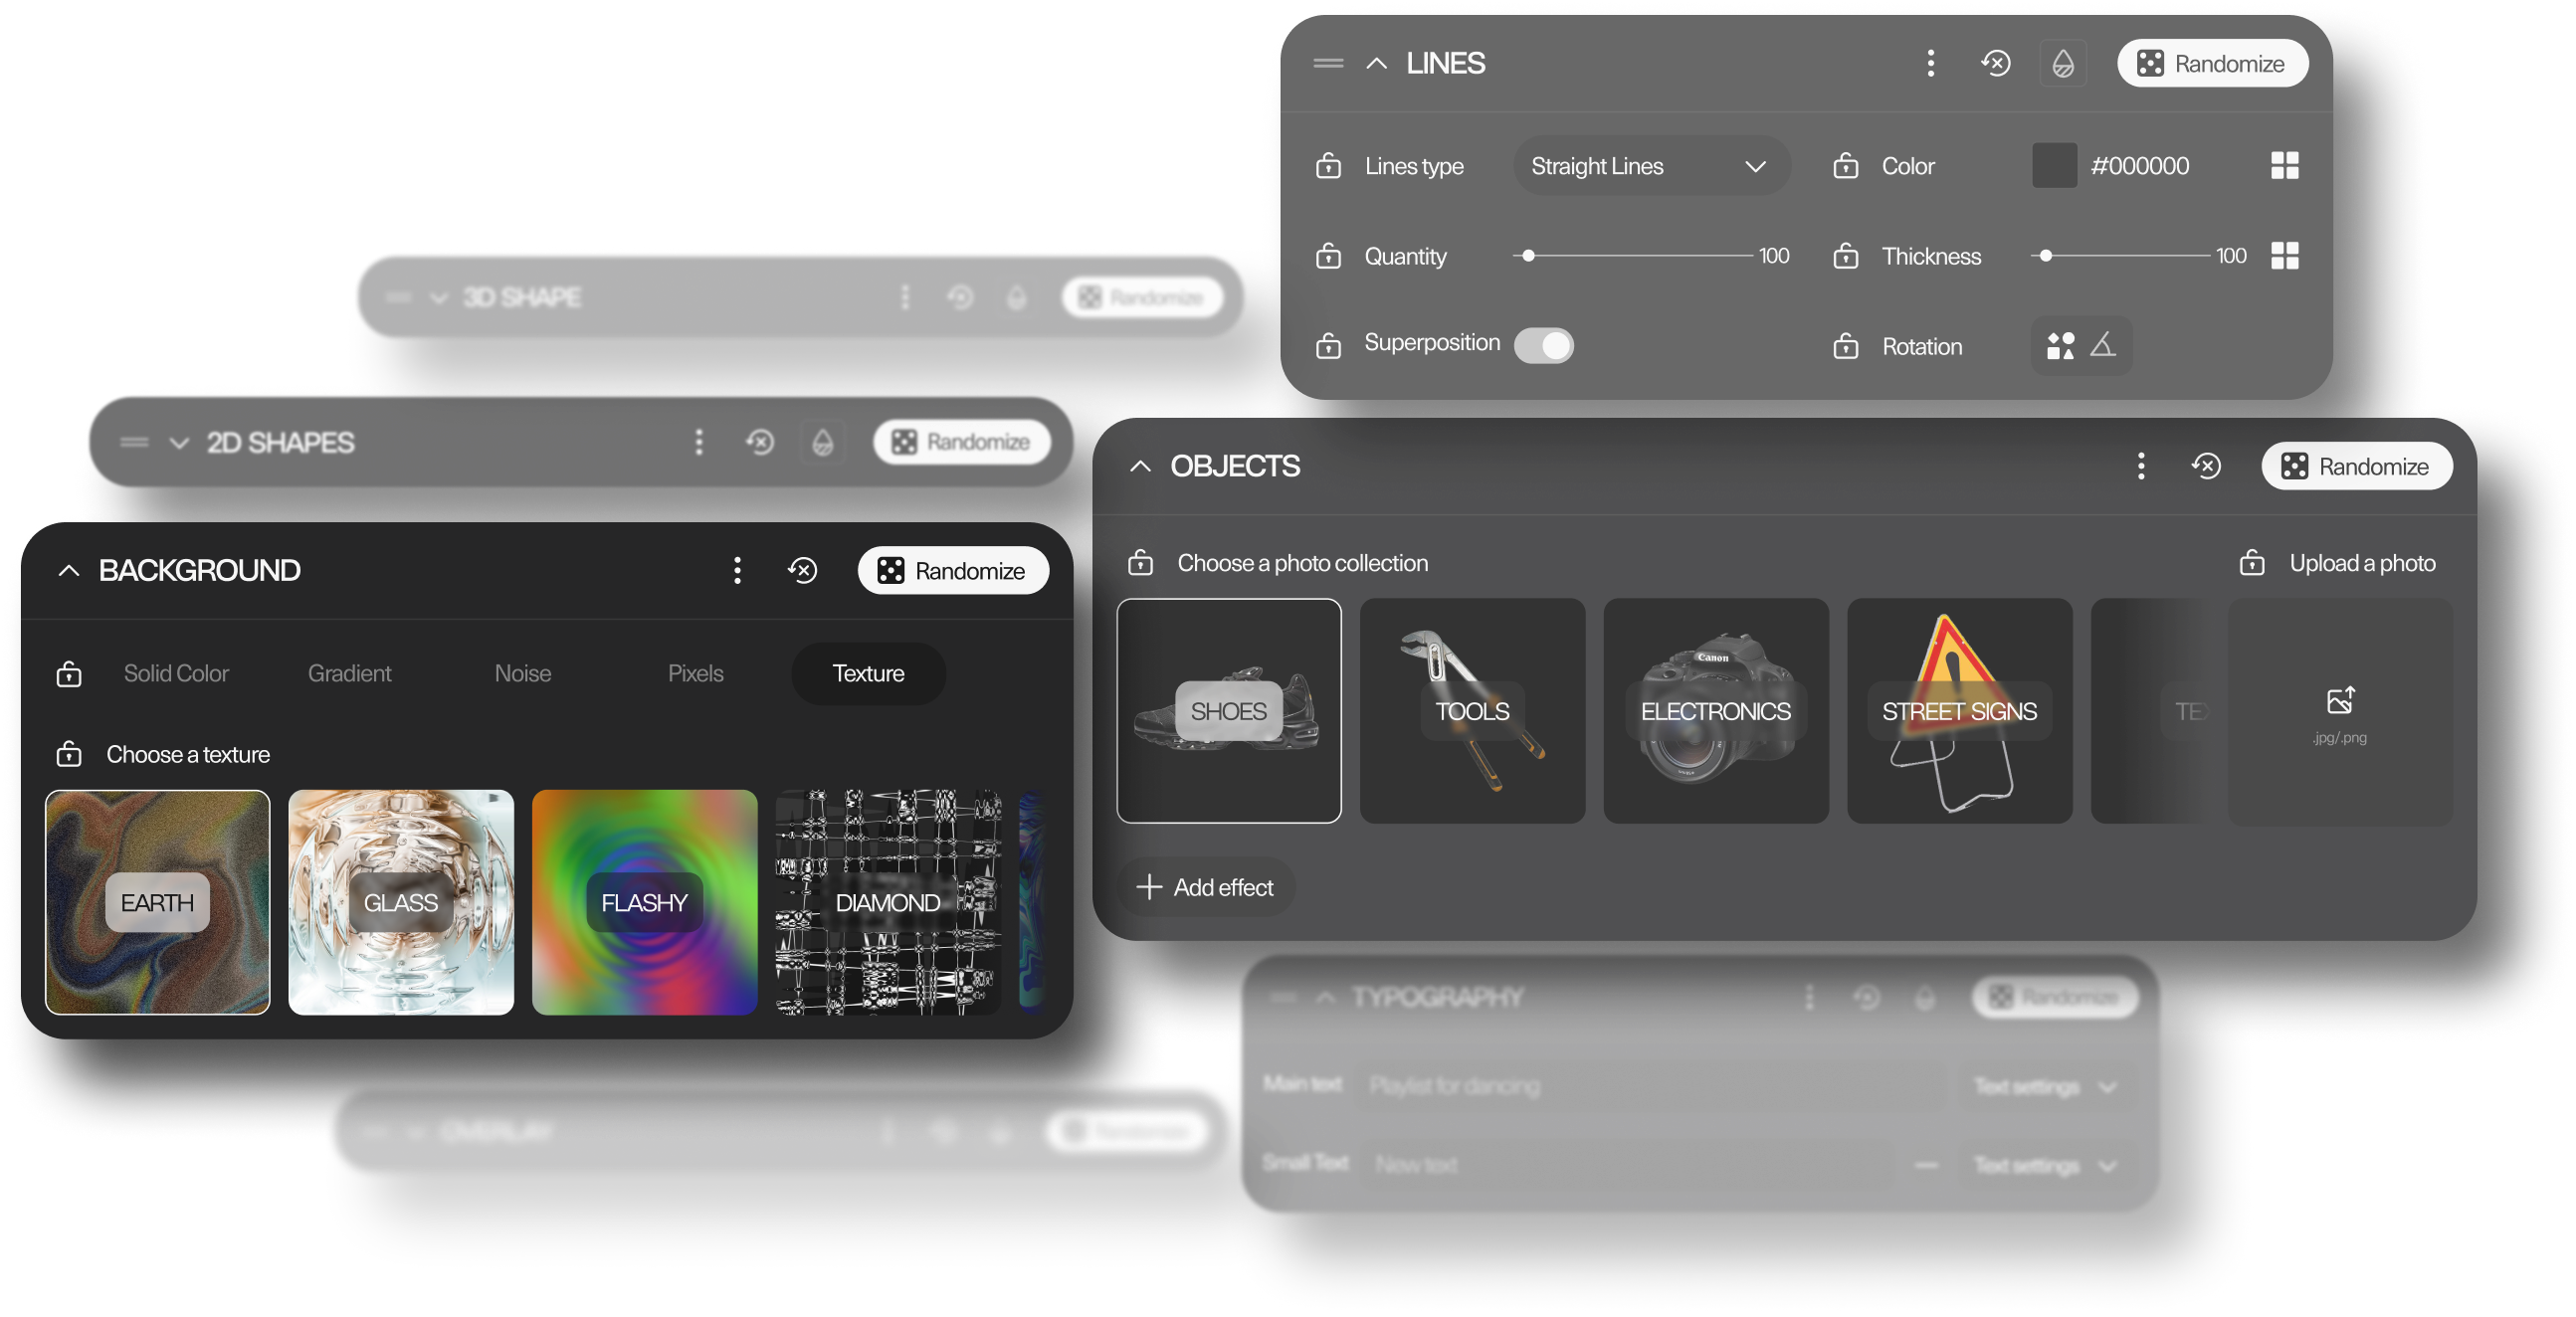 LINES
Randomize
Lines type
Straight Lines
Color
#000000
Quantity
100
Thickness
100
Superposition
Rotation
3D SHAPE
Randomize
2D SHAPES
Randomize
OBJECTS
Randomize
Choose a photo collection
Upload a photo
SHOES
TOOLS
Canon
ELECTRONICS
STREET SIGNS
.jpg/.png
Add effect
BACKGROUND
Randomize
Solid Color
Gradient
Noise
Pixels
Texture
Choose a texture
EARTH
GLASS
FLASHY
DIAMOND
TYPOGRAPHY
Randomize
Main text
Playlist for dancing
Text settings
Small Text
New text
Text settings
OVERLAY
Randomize